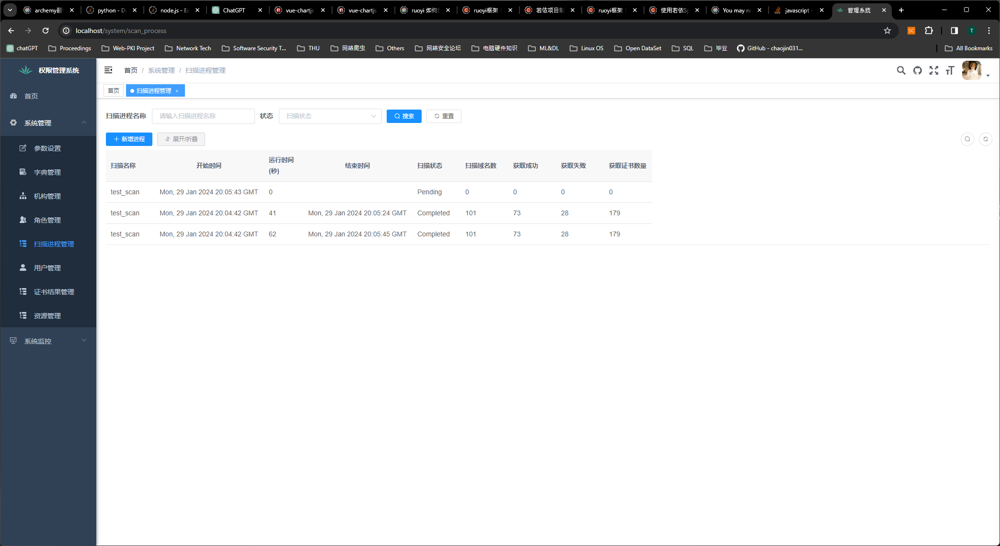 archemy翻
python - Dy
node.js - Er
ChatGPT
vue-chartjs
vue-chartjs
ruoyi 如何
ruoyi框架
若依项目制
ruoyi框架
使用若依Sp
You may ne
javascript -
管理系统
localhost/system/scan_process
SC
T
chatGPT
Proceedings
Web-PKI Project
Network Tech
Software Security T...
THU
网络爬虫
Others
网络安全论坛
电脑硬件知识
ML&DL
Linux OS
Open DataSet
SQL
毕业
GitHub - chaojin031...
All Bookmarks
权限管理系统
首页 / 系统管理 / 扫描进程管理
首页
扫描进程管理
首页
系统管理
参数设置
字典管理
机构管理
角色管理
扫描进程管理
用户管理
证书结果管理
资源管理
系统监控
扫描进程名称 请输入扫描进程名称 状态 扫描状态 搜索 重置
新增进程 展开/折叠
扫描名称 开始时间 运行时间(秒) 结束时间 扫描状态 扫描域名数 获取成功 获取失败 获取证书数量
test_scan Mon, 29 Jan 2024 20:05:43 GMT 0 Pending 0 0 0 0
test_scan Mon, 29 Jan 2024 20:04:42 GMT 41 Mon, 29 Jan 2024 20:05:24 GMT Completed 101 73 28 179
test_scan Mon, 29 Jan 2024 20:04:42 GMT 62 Mon, 29 Jan 2024 20:05:45 GMT Completed 101 73 28 179